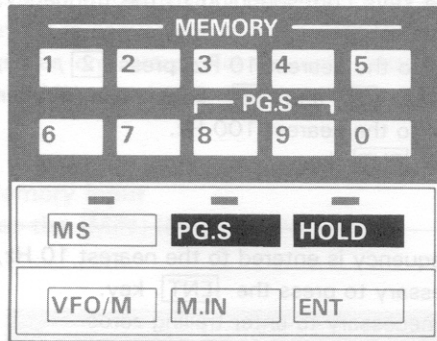 MEMORY
1 2 3 4 5
PG.S
6 7 8 9 0
MS PG.S HOLD
VFO/M M.IN ENT